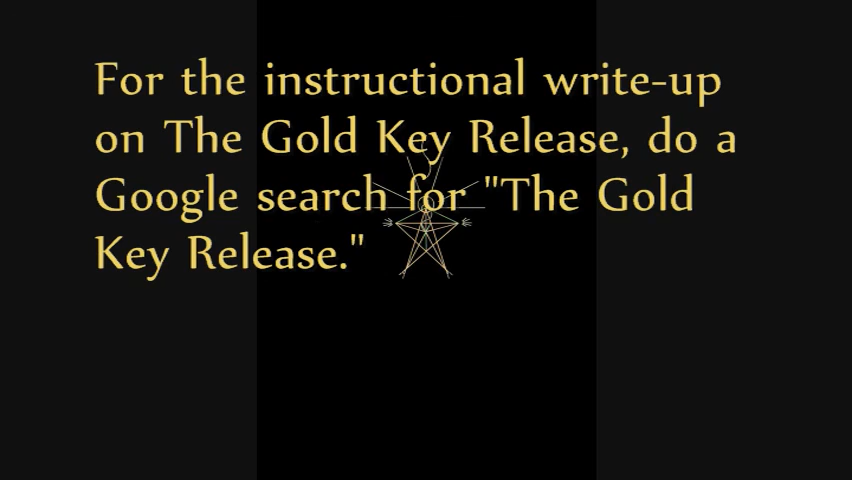 For the instructional write-up
on The Gold Key Release, do a
Google search for "The Gold
Key Release."